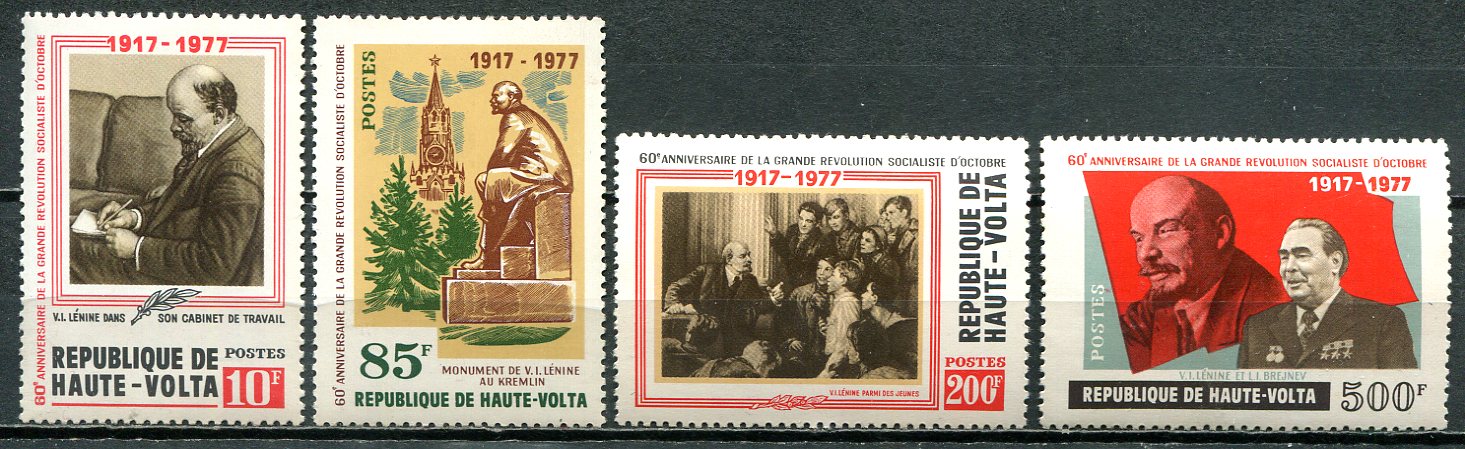 60e ANNIVERSAIRE DE LA GRANDE REVOLUTION SOCIALISTE D'OCTOBRE
1917-1977
V.I. LÉNINE DANS SON CABINET DE TRAVAIL
REPUBLIQUE DE
HAUTE-VOLTA
POSTES
10F
60e ANNIVERSAIRE DE LA GRANDE REVOLUTION SOCIALISTE D'OCTOBRE
POSTES
1917 - 1977
85F
MONUMENT DE V.I. LÉNINE
AU KREMLIN
REPUBLIQUE DE HAUTE-VOLTA
60e ANNIVERSAIRE DE LA GRANDE REVOLUTION SOCIALISTE D'OCTOBRE
1917-1977
REPUBLIQUE DE
HAUTE-VOLTA
POSTES
200F
V.I. LÉNINE PARMI DES JEUNES
60e ANNIVERSAIRE DE LA GRANDE REVOLUTION SOCIALISTE D'OCTOBRE
1917-1977
POSTES
V.I. LÉNINE ET L.I. BREJNEV
REPUBLIQUE DE HAUTE-VOLTA
500F